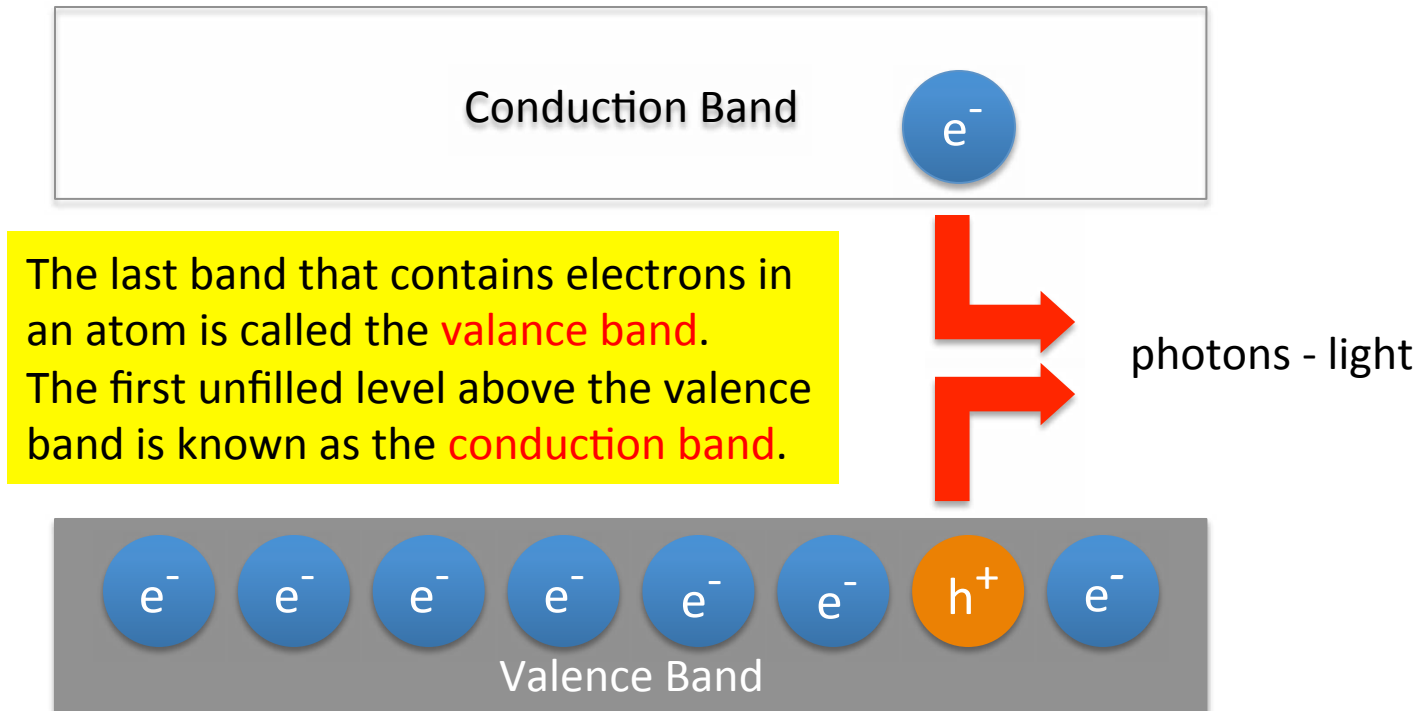 Conduction Band
e⁻
The last band that contains electrons in
an atom is called the valance band.
The first unfilled level above the valence
band is known as the conduction band.
photons - light
e⁻ e⁻ e⁻ e⁻ e⁻ e⁻ h⁺ e⁻
Valence Band